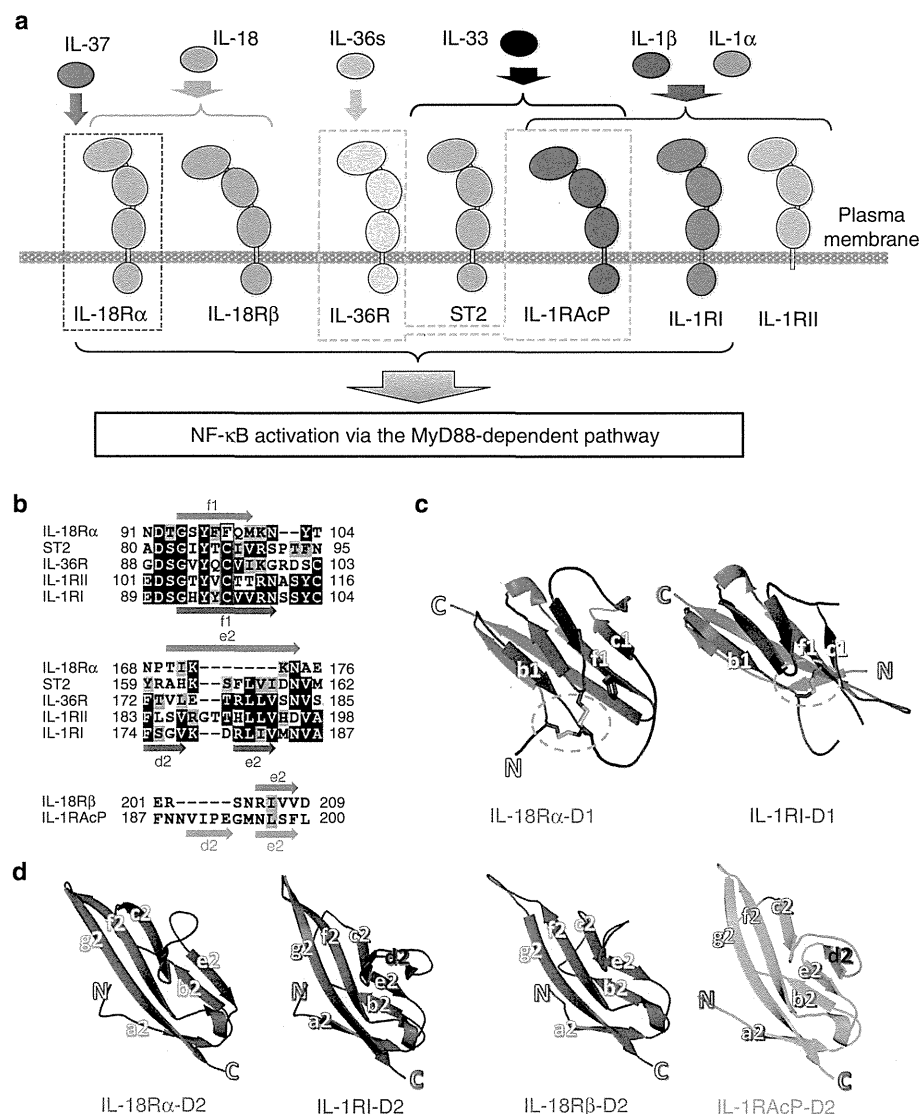 a
IL-37
IL-18
IL-36s
IL-33
IL-1β
IL-1α
Plasma
membrane
IL-18Rα
IL-18Rβ
IL-36R
ST2
IL-1RAcP
IL-1RI
IL-1RII
NF-κB activation via the MyD88-dependent pathway
b
f1
IL-18Rα 91 NDTGSYFFQMKN--YT 104
ST2 80 ADSGIYTCIVRSPTFN 95
IL-36R 88 GDSGVYQCVIKGRDSC 103
IL-1RII 101 EDSGTYVCTTRNASYC 116
IL-1RI 89 EDSGHYYCVVRNSSYC 104
f1
e2
IL-18Rα 168 NPTIK-------KNAE 176
ST2 159 YRAHK---SFLVIDNVM 162
IL-36R 172 FTVLE---TRLLVSNVS 185
IL-1RII 183 FLSVRGTTHLLVHDVA 198
IL-1RI 174 FSGVK--DRLIVMNVA 187
d2
e2
e2
IL-18Rβ 201 ER-----SNRIVVD 209
IL-1RAcP 187 FNNVIPEGMNLSFL 200
d2
e2
c
C
b1
f1
c1
N
IL-18Rα-D1
C
b1
f1
c1
N
IL-1RI-D1
d
g2
f2
c2
e2
b2
N
a2
C
IL-18Rα-D2
g2
f2
c2
d2
e2
b2
N
a2
C
IL-1RI-D2
g2
f2
c2
e2
b2
N
a2
C
IL-18Rβ-D2
g2
f2
c2
d2
e2
b2
N
a2
C
IL-1RAcP-D2